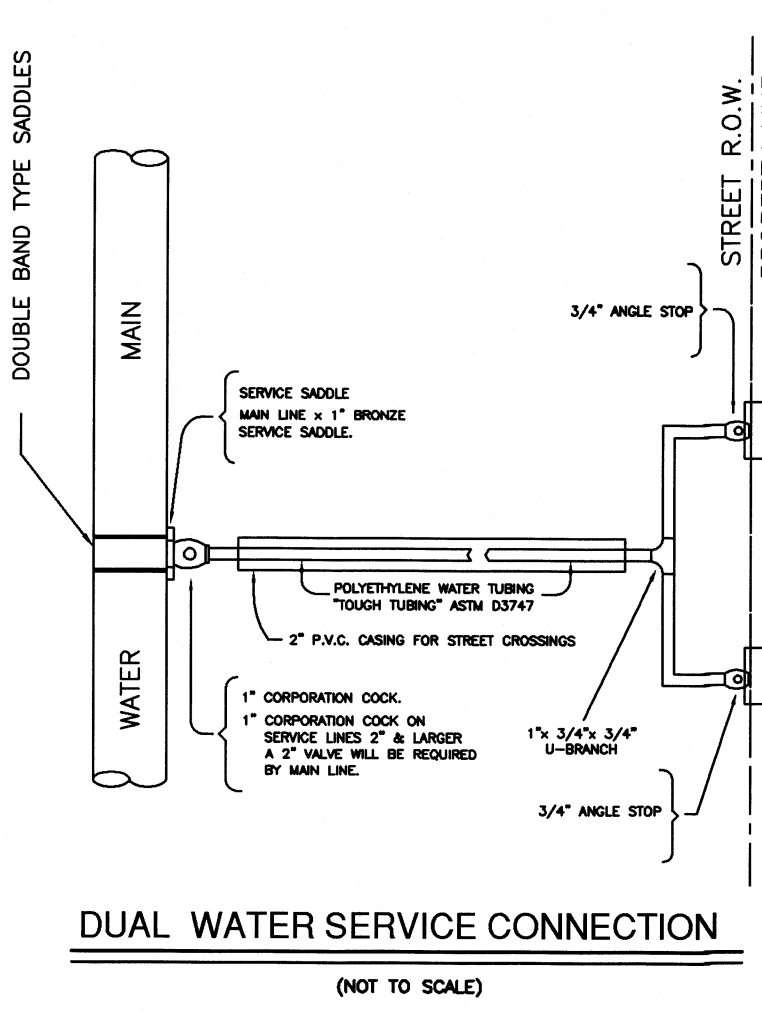 DOUBLE BAND TYPE SADDLES
STREET R.O.W.
MAIN
3/4" ANGLE STOP
SERVICE SADDLE
MAIN LINE x 1" BRONZE
SERVICE SADDLE.
POLYETHYLENE WATER TUBING
"TOUGH TUBING" ASTM D3747
2" P.V.C. CASING FOR STREET CROSSINGS
WATER
1" CORPORATION COCK.
1" CORPORATION COCK ON
SERVICE LINES 2" & LARGER
A 2" VALVE WILL BE REQUIRED
BY MAIN LINE.
1"x 3/4"x 3/4"
U-BRANCH
3/4" ANGLE STOP
DUAL WATER SERVICE CONNECTION
(NOT TO SCALE)